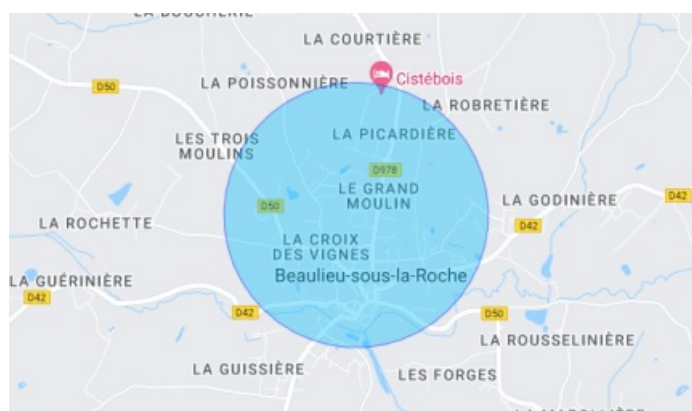 LA BOUCHERIE
LA COURTIÈRE
Cistébois
LA POISSONNIÈRE
D50
LA ROBRETIÈRE
LES TROIS
MOULINS
LA PICARDIÈRE
D978
LE GRAND
MOULIN
LA GODINIÈRE
D42
D50
LA ROCHETTE
D42
LA CROIX
DES VIGNES
Beaulieu-sous-la-Roche
LA GUÉRINIÈRE
D42
D42
D50
LA ROUSSELINIÈRE
LA GUISSIÈRE
LES FORGES